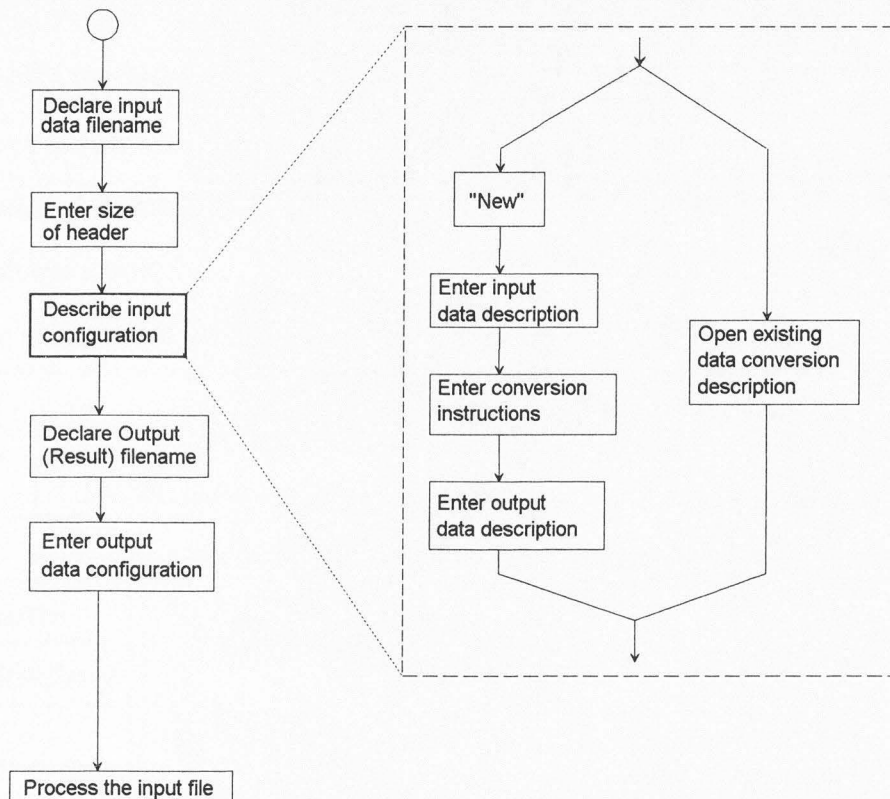 Declare input
data filename
Enter size
of header
Describe input
configuration
Declare Output
(Result) filename
Enter output
data configuration
Process the input file
"New"
Enter input
data description
Enter conversion
instructions
Enter output
data description
Open existing
data conversion
description